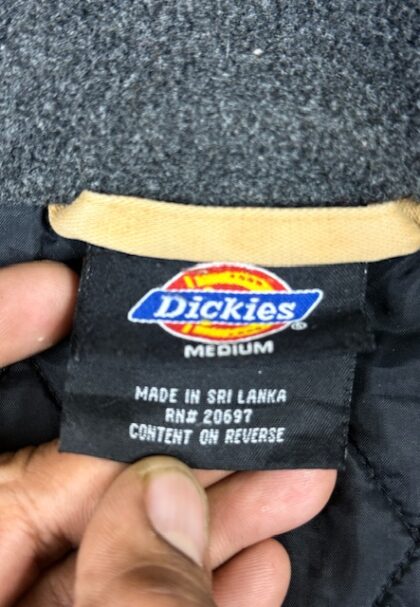 Dickies®
MEDIUM
MADE IN SRI LANKA
RN# 20697
CONTENT ON REVERSE